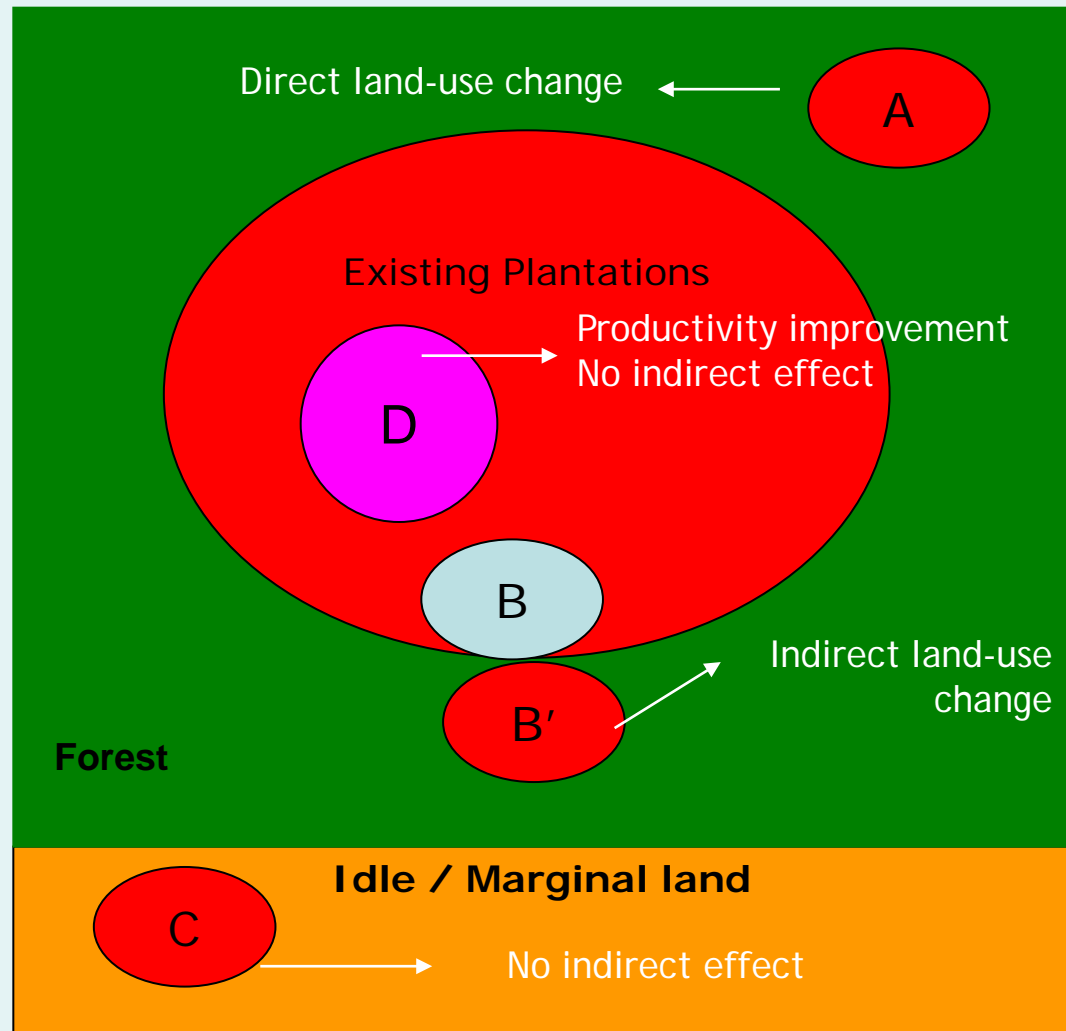 Direct land-use change
A
Existing Plantations
Productivity improvement
No indirect effect
D
B
Indirect land-use
change
B′
Forest
Idle / Marginal land
C
No indirect effect